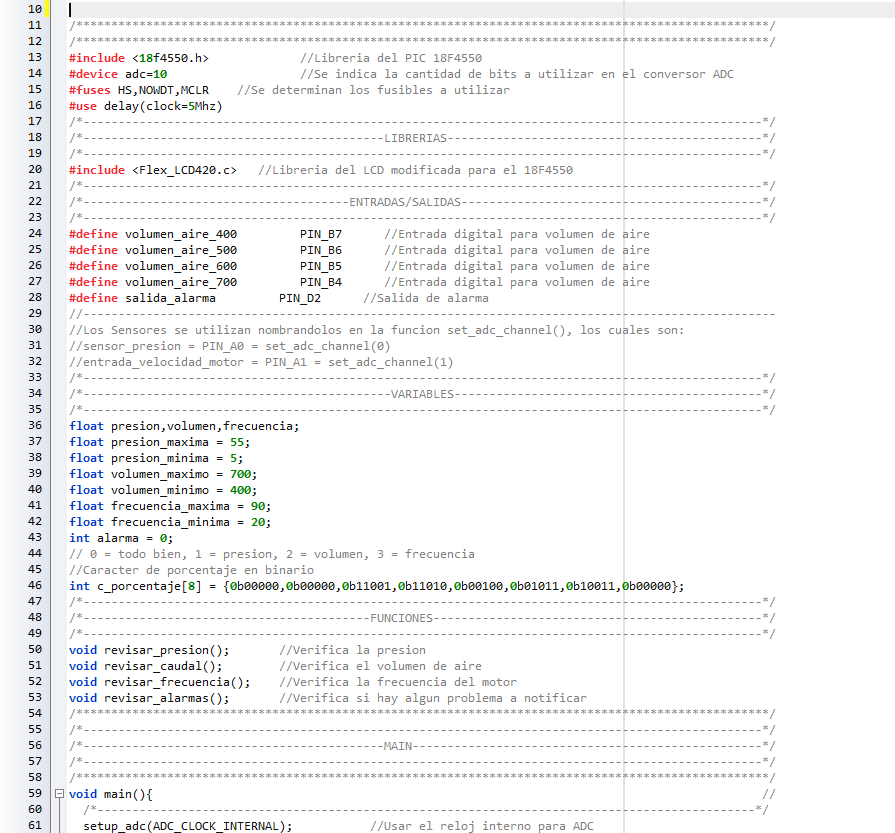 10
11 /***************************************************************************************************/
12 /***************************************************************************************************/
13 #include <18f4550.h>                //Libreria del PIC 18F4550
14 #device adc=10                   //Se indica la cantidad de bits a utilizar en el conversor ADC
15 #fuses HS,NOWDT,MCLR    //Se determinan los fusibles a utilizar
16 #use delay(clock=5Mhz)
17 /*-------------------------------------------------------------------------------------------------*/
18 /*-------------------------------------------LIBRERIAS---------------------------------------------*/
19 /*-------------------------------------------------------------------------------------------------*/
20 #include <Flex_LCD420.c>   //Libreria del LCD modificada para el 18F4550
21 /*-------------------------------------------------------------------------------------------------*/
22 /*--------------------------------------ENTRADAS/SALIDAS-------------------------------------------*/
23 /*-------------------------------------------------------------------------------------------------*/
24 #define volumen_aire_400         PIN_B7      //Entrada digital para volumen de aire
25 #define volumen_aire_500         PIN_B6      //Entrada digital para volumen de aire
26 #define volumen_aire_600         PIN_B5      //Entrada digital para volumen de aire
27 #define volumen_aire_700         PIN_B4      //Entrada digital para volumen de aire
28 #define salida_alarma         PIN_D2      //Salida de alarma
29 //---------------------------------------------------------------------------------------------------
30 //Los Sensores se utilizan nombrandolos en la funcion set_adc_channel(), los cuales son:
31 //sensor_presion = PIN_A0 = set_adc_channel(0)
32 //entrada_velocidad_motor = PIN_A1 = set_adc_channel(1)
33 /*-------------------------------------------------------------------------------------------------*/
34 /*--------------------------------------------VARIABLES--------------------------------------------*/
35 /*-------------------------------------------------------------------------------------------------*/
36 float presion,volumen,frecuencia;
37 float presion_maxima = 55;
38 float presion_minima = 5;
39 float volumen_maximo = 700;
40 float volumen_minimo = 400;
41 float frecuencia_maxima = 90;
42 float frecuencia_minima = 20;
43 int alarma = 0;
44 // 0 = todo bien, 1 = presion, 2 = volumen, 3 = frecuencia
45 //Caracter de porcentaje en binario
46 int c_porcentaje[8] = {0b00000,0b00000,0b11001,0b11010,0b00100,0b01011,0b10011,0b00000};
47 /*-------------------------------------------------------------------------------------------------*/
48 /*-----------------------------------------FUNCIONES-----------------------------------------------*/
49 /*-------------------------------------------------------------------------------------------------*/
50 void revisar_presion();       //Verifica la presion
51 void revisar_caudal();        //Verifica el volumen de aire
52 void revisar_frecuencia();    //Verifica la frecuencia del motor
53 void revisar_alarmas();       //Verifica si hay algun problema a notificar
54 /***************************************************************************************************/
55 /*-------------------------------------------------------------------------------------------------*/
56 /*-------------------------------------------MAIN--------------------------------------------------*/
57 /*-------------------------------------------------------------------------------------------------*/
58 /***************************************************************************************************/
59 void main(){                                                                                       //
60   /*----------------------------------------------------------------------------------------------*/
61   setup_adc(ADC_CLOCK_INTERNAL);           //Usar el reloj interno para ADC